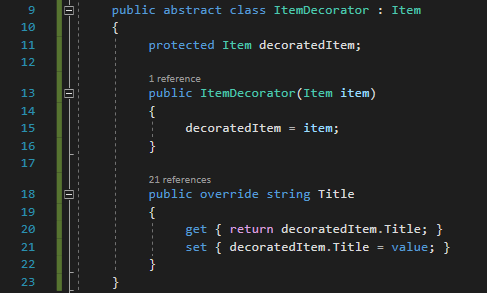 9 public abstract class ItemDecorator : Item
10 {
11 protected Item decoratedItem;
12
1 reference
13 public ItemDecorator(Item item)
14 {
15 decoratedItem = item;
16 }
17
21 references
18 public override string Title
19 {
20 get { return decoratedItem.Title; }
21 set { decoratedItem.Title = value; }
22 }
23 }